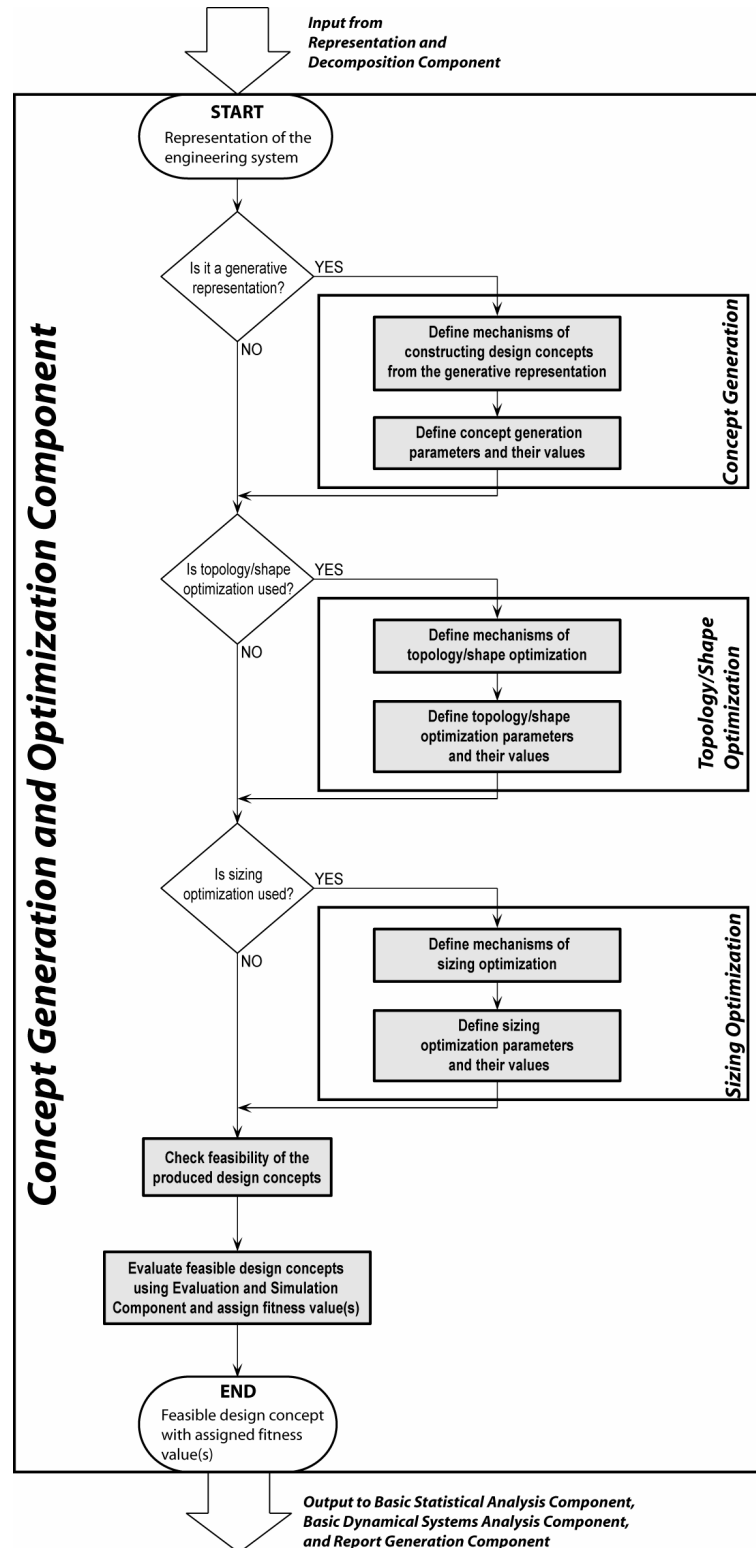 Input from
Representation and
Decomposition Component
START
Representation of the
engineering system
Is it a generative
representation?
YES
NO
Define mechanisms of
constructing design concepts
from the generative representation
Define concept generation
parameters and their values
Concept Generation
Is topology/shape
optimization used?
YES
NO
Define mechanisms of
topology/shape optimization
Define topology/shape
optimization parameters
and their values
Topology/Shape
Optimization
Is sizing
optimization used?
YES
NO
Define mechanisms of
sizing optimization
Define sizing
optimization parameters
and their values
Sizing Optimization
Concept Generation and Optimization Component
Check feasibility of the
produced design concepts
Evaluate feasible design concepts
using Evaluation and Simulation
Component and assign fitness value(s)
END
Feasible design concept
with assigned fitness
value(s)
Output to Basic Statistical Analysis Component,
Basic Dynamical Systems Analysis Component,
and Report Generation Component